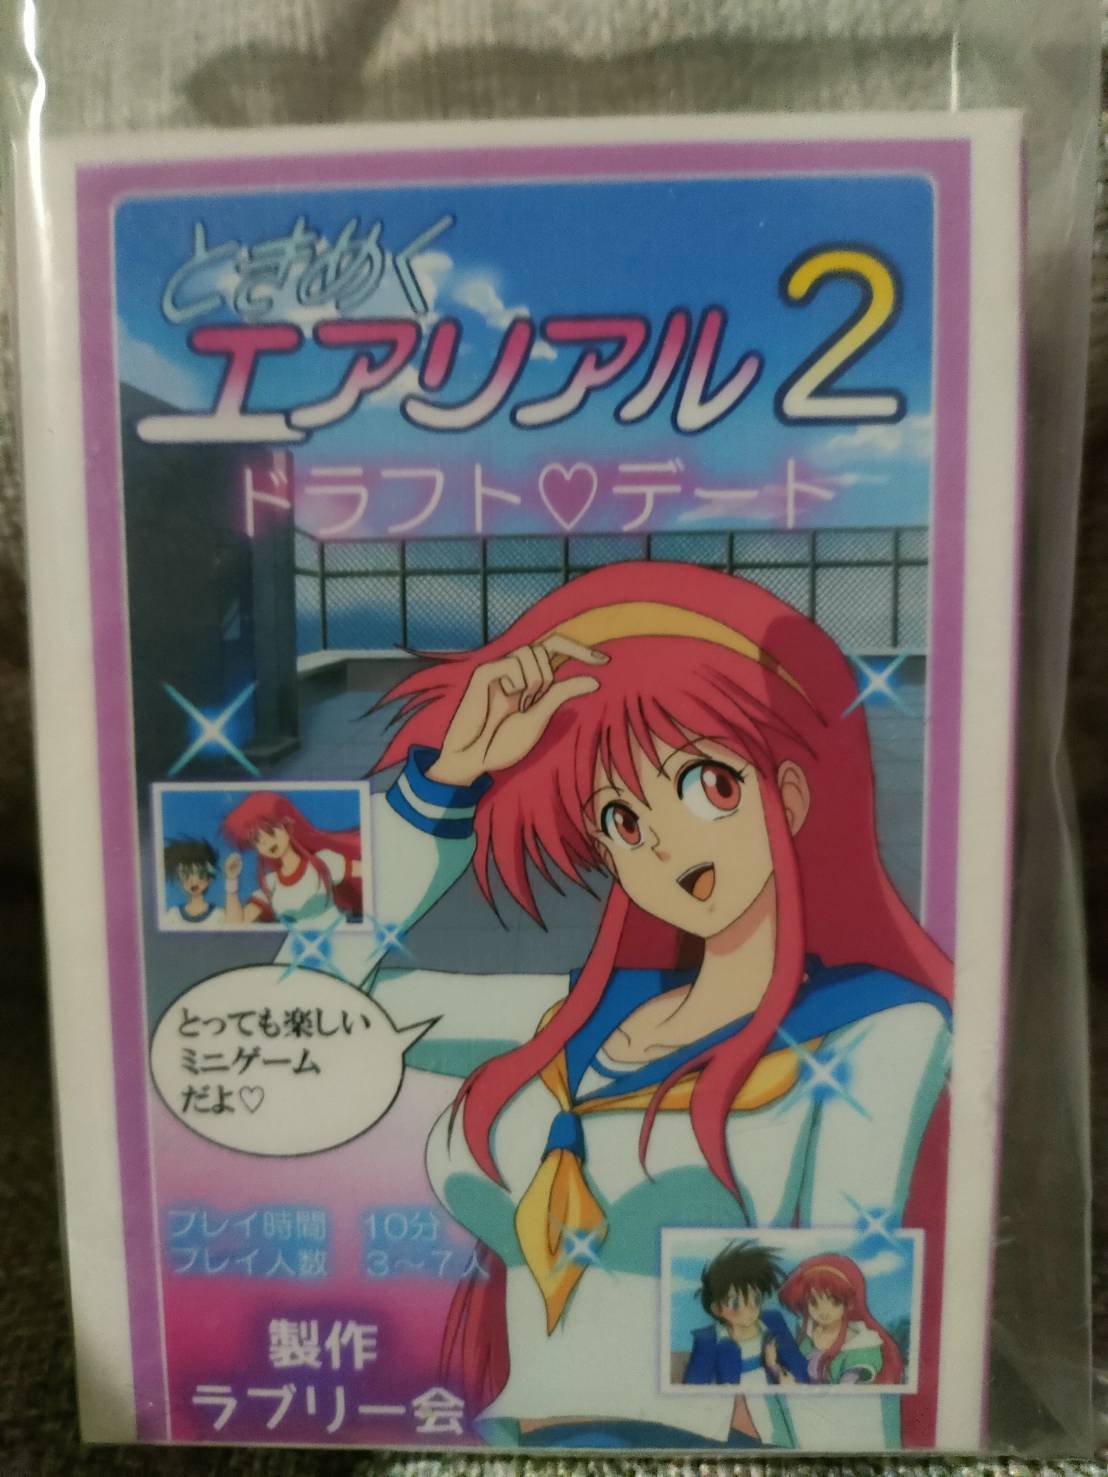 ときめく
エアリアル2
ドラフト♡デート
とっても楽しい
ミニゲーム
だよ♡
プレイ時間 10分
プレイ人数 3～7人
製作
ラブリー会